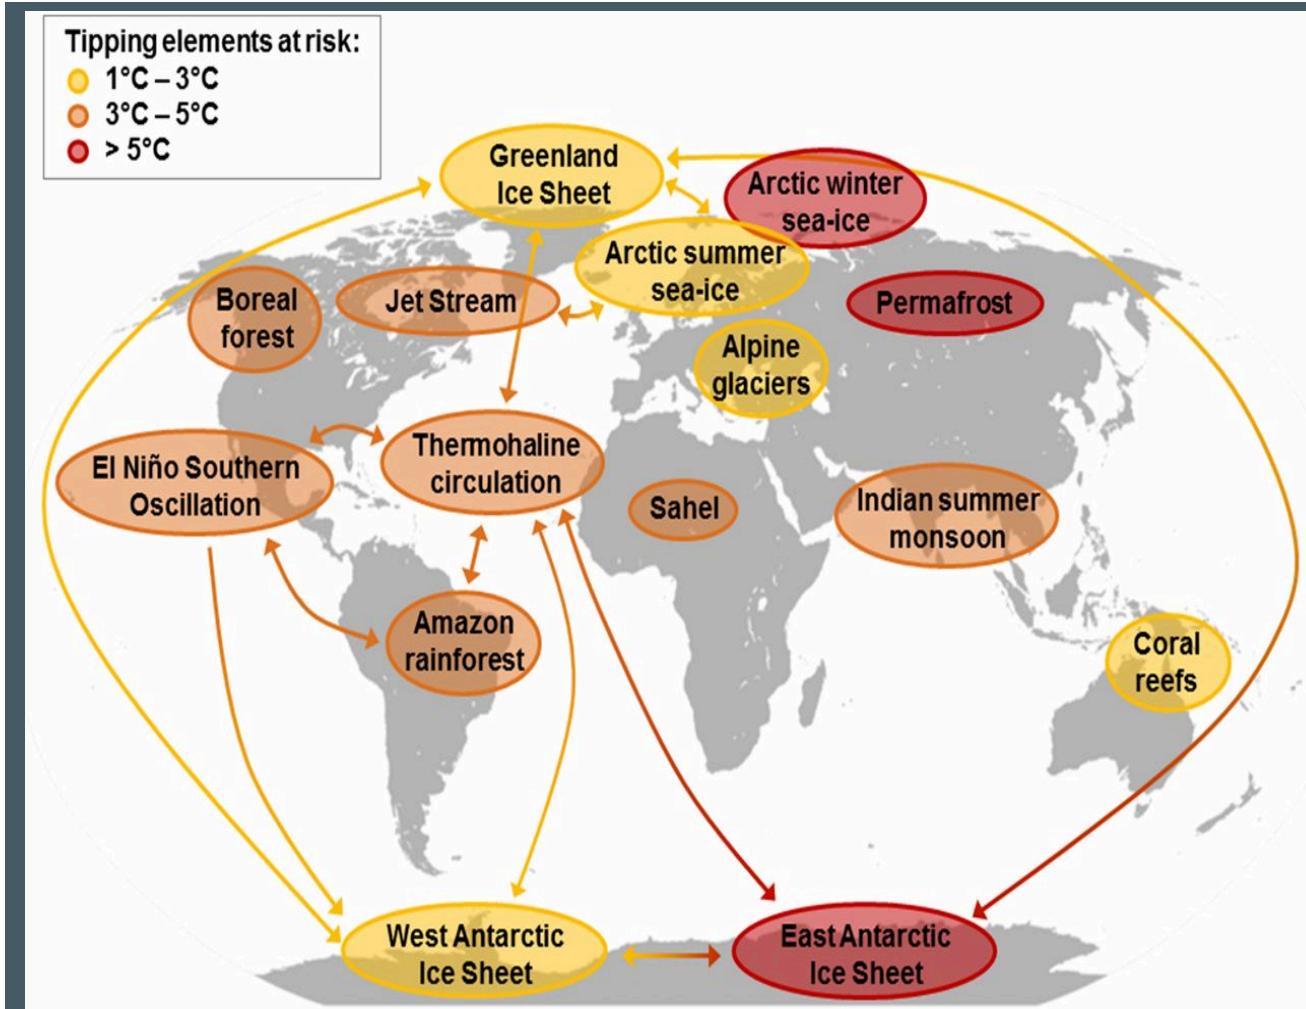 Tipping elements at risk:
1°C – 3°C
3°C – 5°C
> 5°C
Greenland
Ice Sheet
Arctic winter
sea-ice
Arctic summer
sea-ice
Boreal
forest
Jet Stream
Permafrost
Alpine
glaciers
El Niño Southern
Oscillation
Thermohaline
circulation
Sahel
Indian summer
monsoon
Amazon
rainforest
Coral
reefs
West Antarctic
Ice Sheet
East Antarctic
Ice Sheet